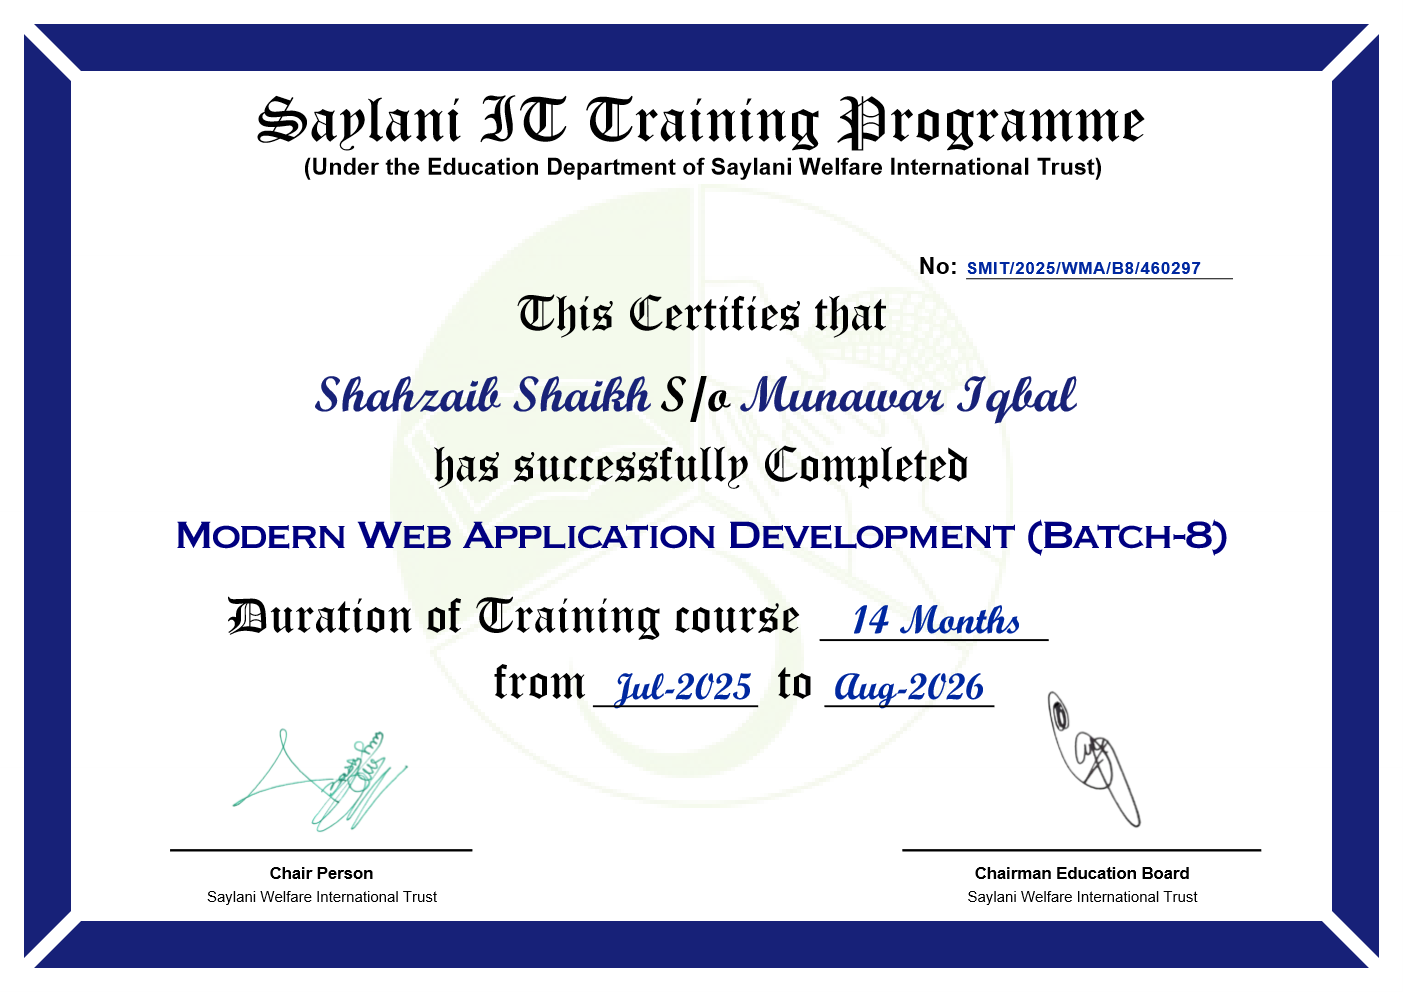 Saylani IT Training Programme
(Under the Education Department of Saylani Welfare International Trust)
No: SMIT/2025/WMA/B8/460297
This Certifies that
Shahzaib Shaikh S/o Munawar Iqbal
has successfully Completed
Modern Web Application Development (Batch-8)
Duration of Training course 14 Months
from Jul-2025 to Aug-2026
Chair Person
Saylani Welfare International Trust
Chairman Education Board
Saylani Welfare International Trust